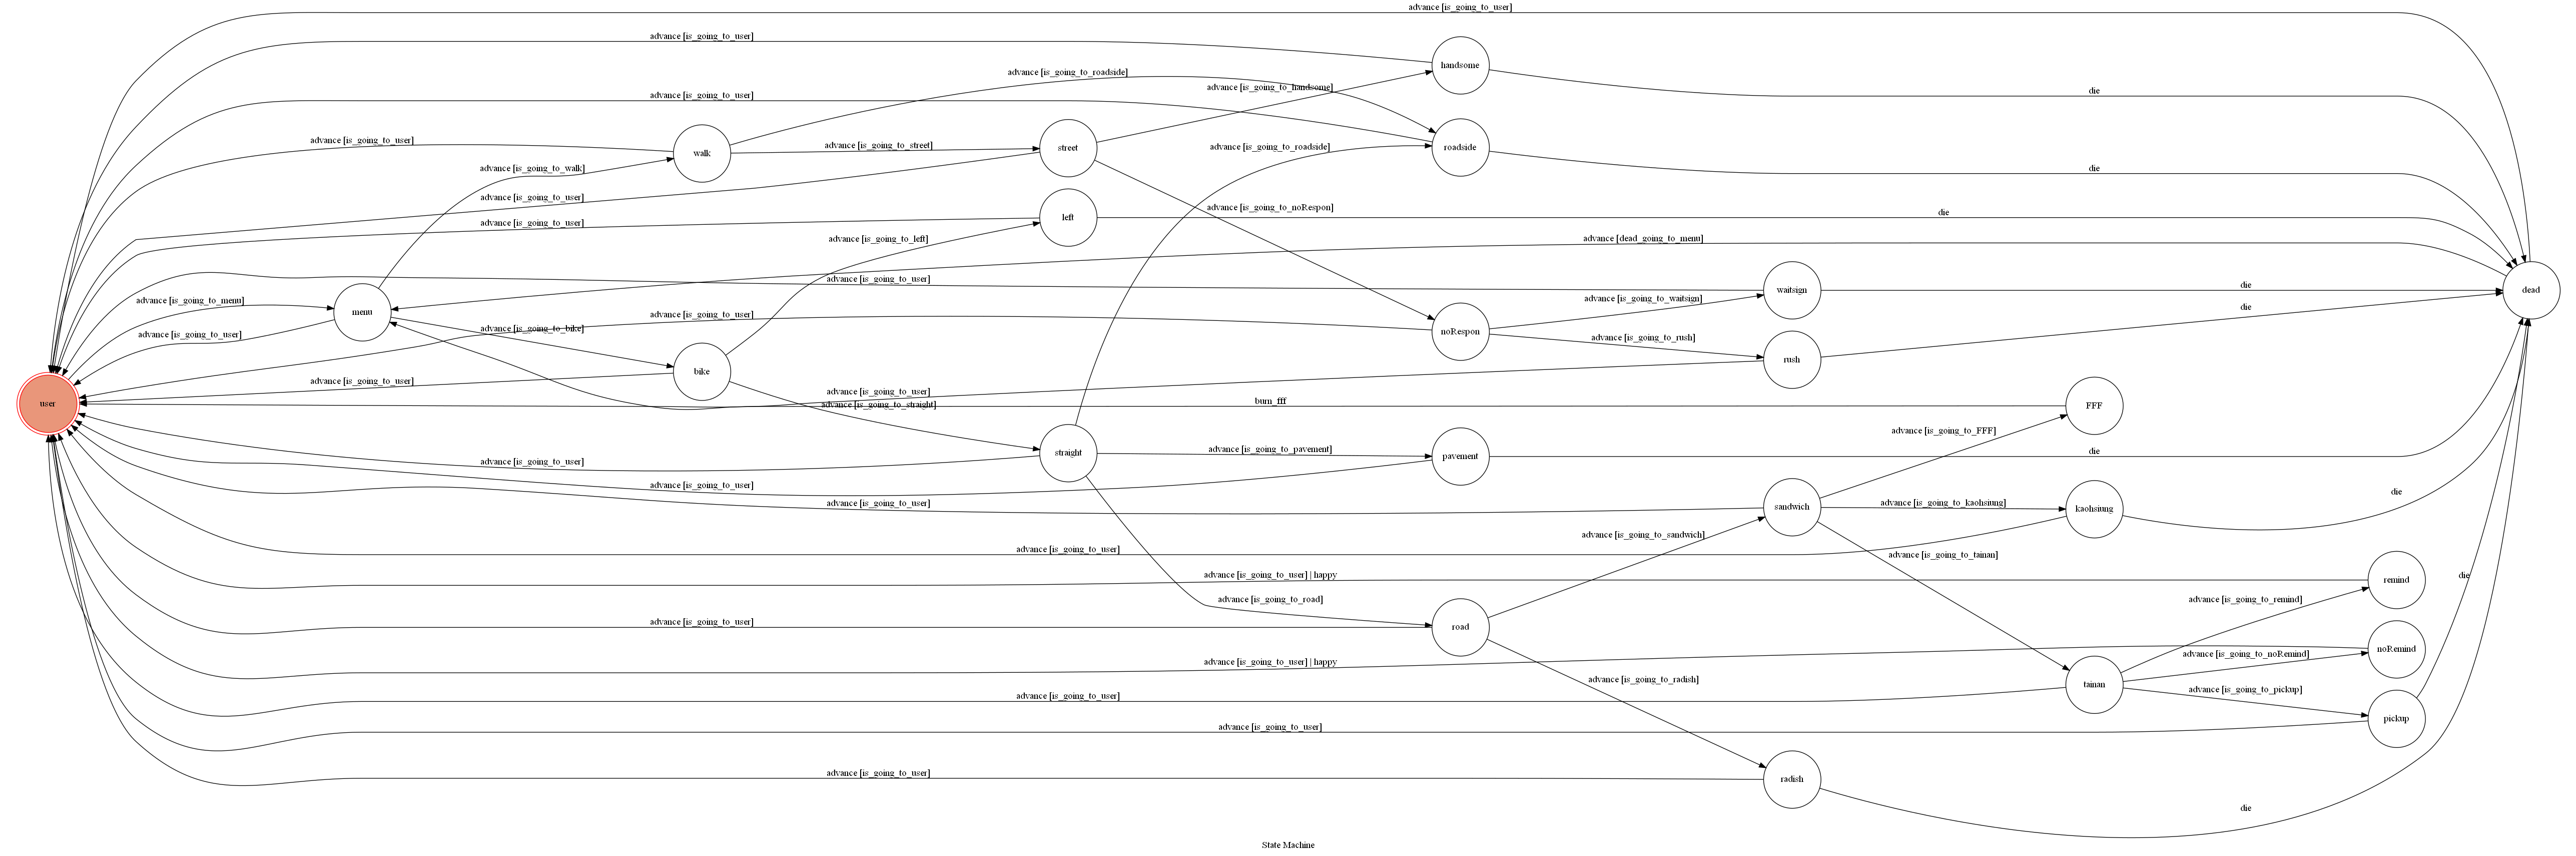 advance [is_going_to_user]
advance [is_going_to_user]
handsome
advance [is_going_to_roadside]
advance [is_going_to_handsome]
die
advance [is_going_to_user]
advance [is_going_to_user]
walk
advance [is_going_to_street]
street
advance [is_going_to_roadside]
roadside
advance [is_going_to_walk]
die
advance [is_going_to_user]
advance [is_going_to_noRespon]
left
die
advance [is_going_to_user]
advance [is_going_to_left]
advance [dead_going_to_menu]
advance [is_going_to_user]
waitsign
die
dead
advance [is_going_to_menu]
menu
advance [is_going_to_waitsign]
die
advance [is_going_to_user]
advance [is_going_to_bike]
advance [is_going_to_user]
noRespon
advance [is_going_to_rush]
rush
bike
advance [is_going_to_user]
advance [is_going_to_user]
user
advance [is_going_to_straight]
burn_fff
FFF
advance [is_going_to_FFF]
straight
advance [is_going_to_pavement]
pavement
die
advance [is_going_to_user]
advance [is_going_to_user]
die
advance [is_going_to_user]
sandwich
advance [is_going_to_kaohsiung]
kaohsiung
advance [is_going_to_sandwich]
advance [is_going_to_user]
advance [is_going_to_tainan]
advance [is_going_to_user] | happy
remind
die
advance [is_going_to_road]
advance [is_going_to_remind]
advance [is_going_to_user]
road
advance [is_going_to_user] | happy
advance [is_going_to_noRemind]
noRemind
advance [is_going_to_radish]
tainan
advance [is_going_to_pickup]
advance [is_going_to_user]
pickup
advance [is_going_to_user]
advance [is_going_to_user]
radish
die
State Machine